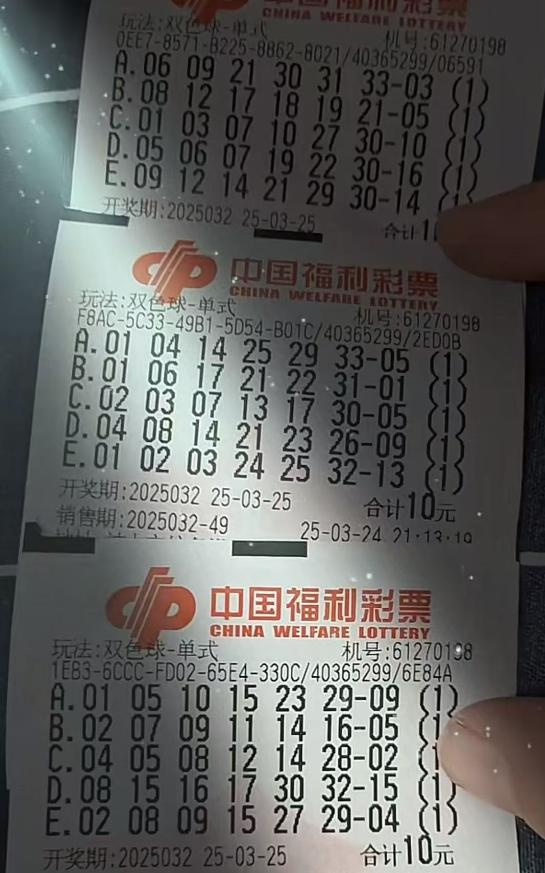 中国福利彩票
CHINA WELFARE LOTTERY
玩法:双色球-单式 机号:61270198
0EE7-8571-B225-8862-8021/40365299/06591
A.06 09 21 30 31 33-03 (1)
B.08 12 17 18 19 21-05 (1)
C.01 03 07 10 27 30-10 (1)
D.05 06 07 19 22 30-16 (1)
E.09 12 14 21 29 30-14 (1)
开奖期:2025032 25-03-25 合计1
中国福利彩票
CHINA WELFARE LOTTERY
玩法:双色球-单式 机号:61270198
F8AC-5C33-49B1-5D54-B01C/40365299/2ED0B
A.01 04 14 25 29 33-05 (1)
B.01 06 17 21 22 31-01 (1)
C.02 03 07 13 17 30-05 (1)
D.04 08 14 21 23 26-09 (1)
E.01 02 03 24 25 32-13 (1)
开奖期:2025032 25-03-25 合计10元
销售期:2025032-49 25-03-24 21:13:19
中国福利彩票
CHINA WELFARE LOTTERY
玩法:双色球-单式 机号:61270198
1EB3-6CCC-FD02-65E4-330C/40365299/6E84A
A.01 05 10 15 23 29-09 (1)
B.02 07 09 11 14 16-05 (1
C.04 05 08 12 14 28-02 (1
D.08 15 16 17 30 32-15 (1)
E.02 08 09 15 27 29-04 (1)
开奖期:2025032 25-03-25 合计10元